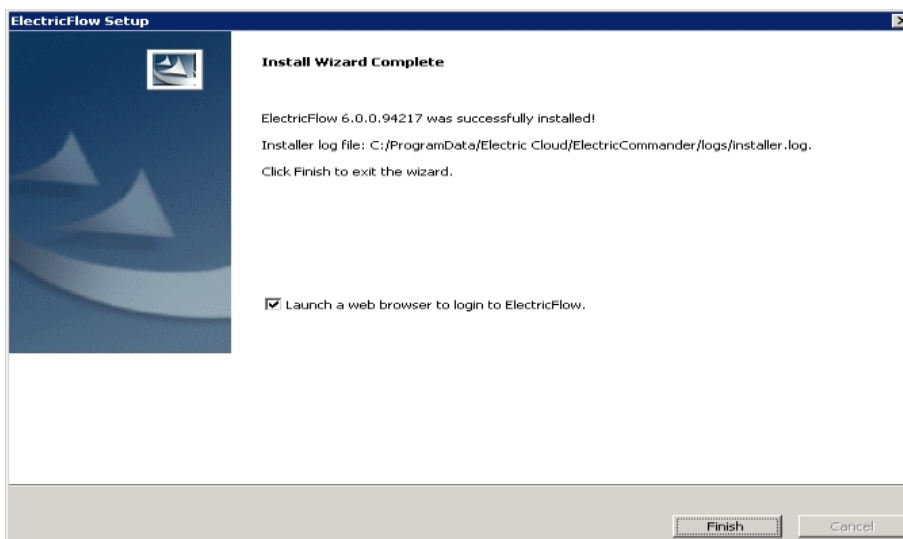 ElectricFlow Setup
Install Wizard Complete
ElectricFlow 6.0.0.94217 was successfully installed!
Installer log file: C:/ProgramData/Electric Cloud/ElectricCommander/logs/installer.log.
Click Finish to exit the wizard.
Launch a web browser to login to ElectricFlow.
Finish
Cancel